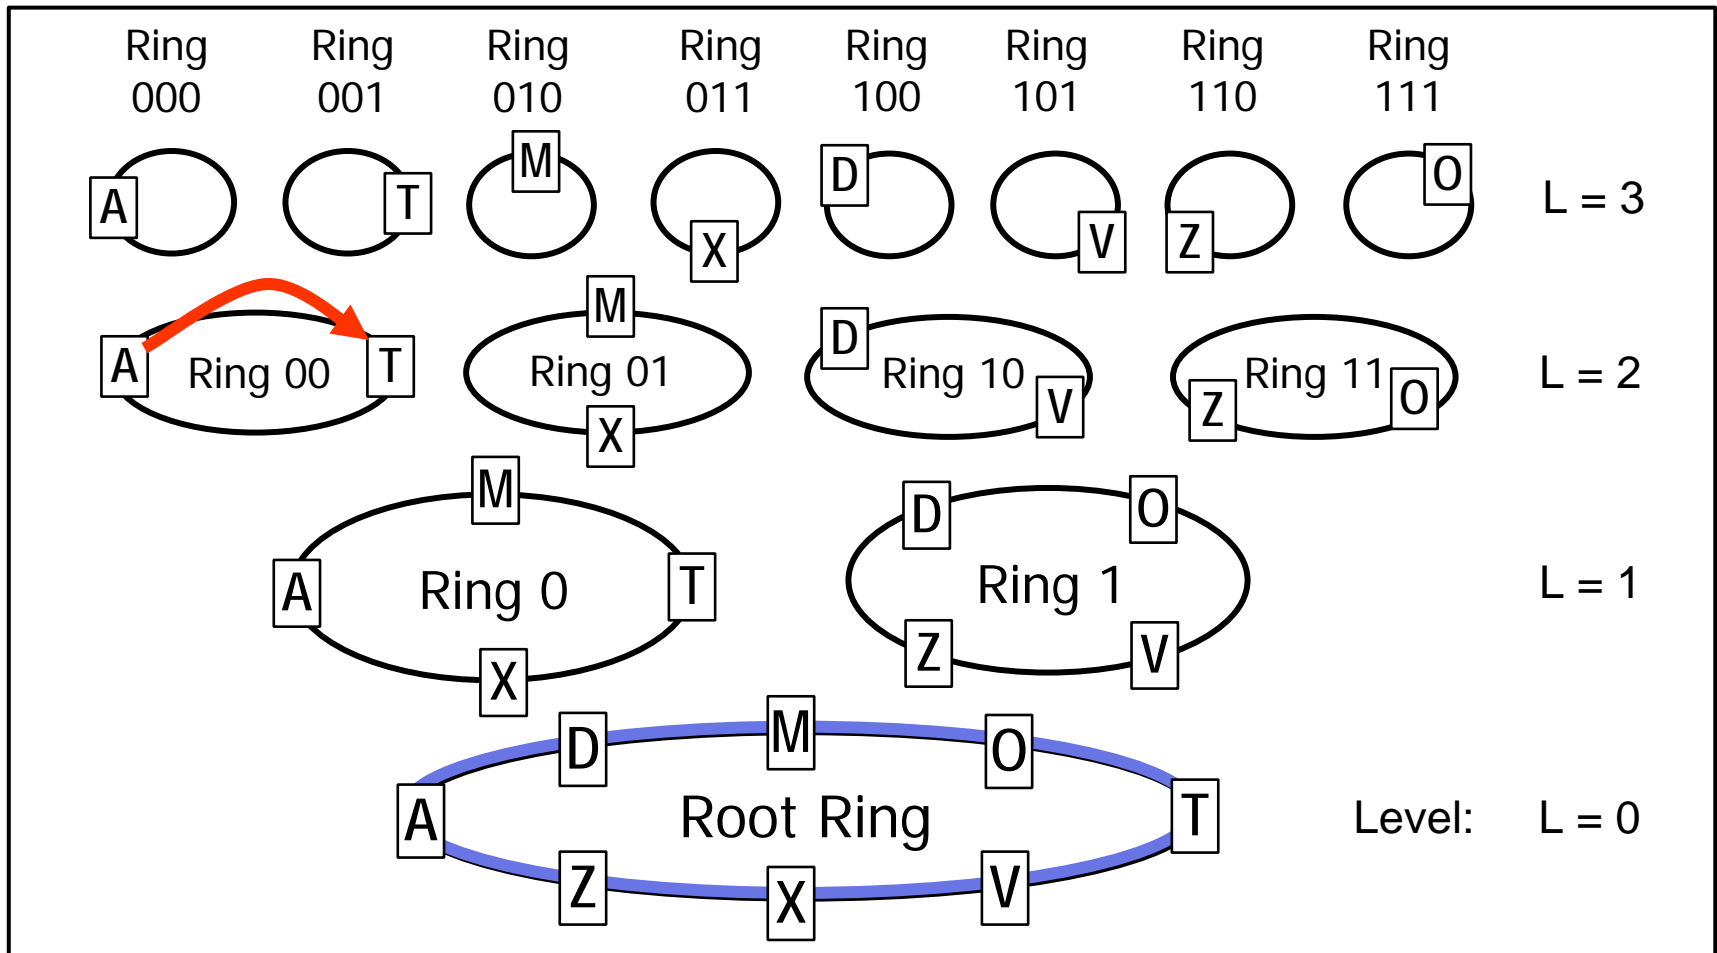 Ring Ring Ring Ring Ring Ring Ring Ring
000 001 010 011 100 101 110 111
A T M X D V Z O L = 3
M
D
A Ring 00 T Ring 01 Ring 10 Ring 11 L = 2
V Z O
X
M D O
A Ring 0 T Ring 1 L = 1
X Z V
D M O
A Root Ring T Level: L = 0
Z X V